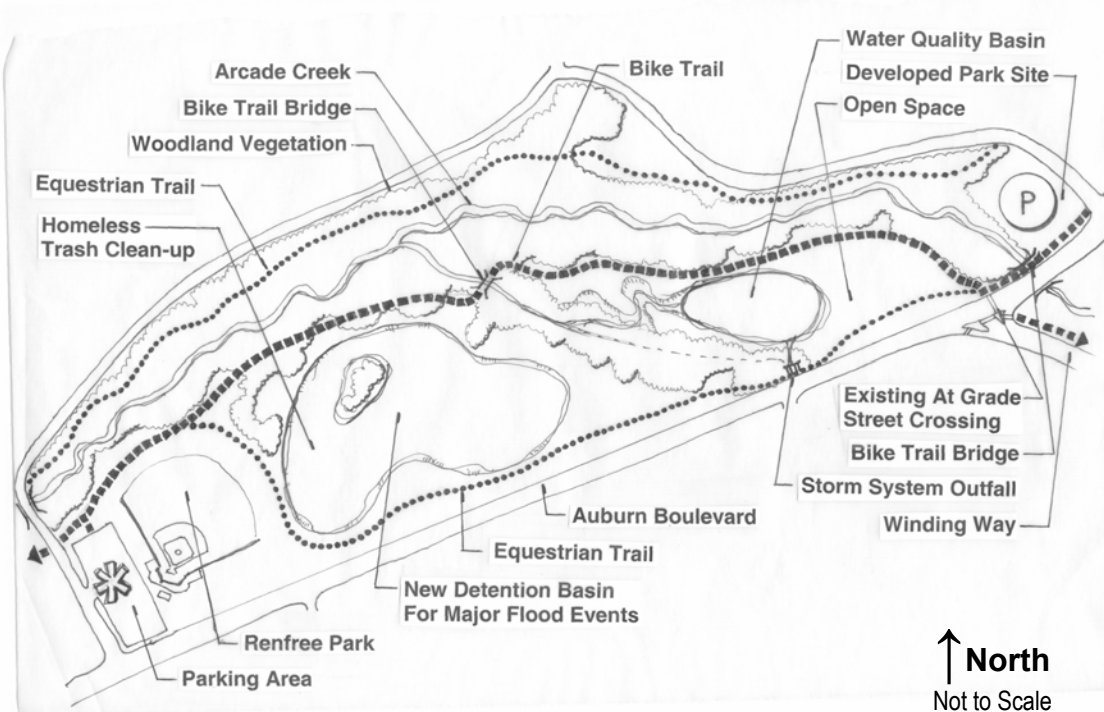 Water Quality Basin
Arcade Creek
Bike Trail
Developed Park Site
Bike Trail Bridge
Open Space
Woodland Vegetation
Equestrian Trail
P
Homeless
Trash Clean-up
Existing At Grade
Street Crossing
Bike Trail Bridge
Storm System Outfall
Auburn Boulevard
Winding Way
Equestrian Trail
New Detention Basin
For Major Flood Events
Renfree Park
Parking Area
North
Not to Scale